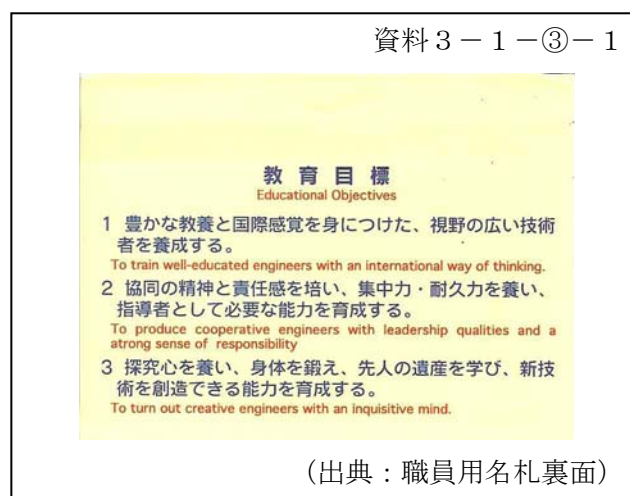 資料３－１－③－１
教育目標
Educational Objectives
1 豊かな教養と国際感覚を身につけた、視野の広い技術
者を養成する。
To train well-educated engineers with an international way of thinking.
2 協同の精神と責任感を培い、集中力・耐久力を養い、
指導者として必要な能力を育成する。
To produce cooperative engineers with leadership qualities and a
atrong sense of responsibility
3 探究心を養い、身体を鍛え、先人の遺産を学び、新技
術を創造できる能力を育成する。
To turn out creative engineers with an inquisitive mind.
（出典：職員用名札裏面）